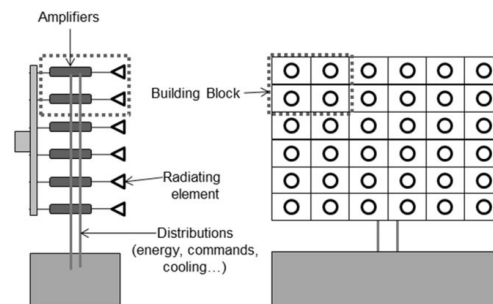 Amplifiers
Building Block
Radiating
element
Distributions
(energy, commands,
cooling...)